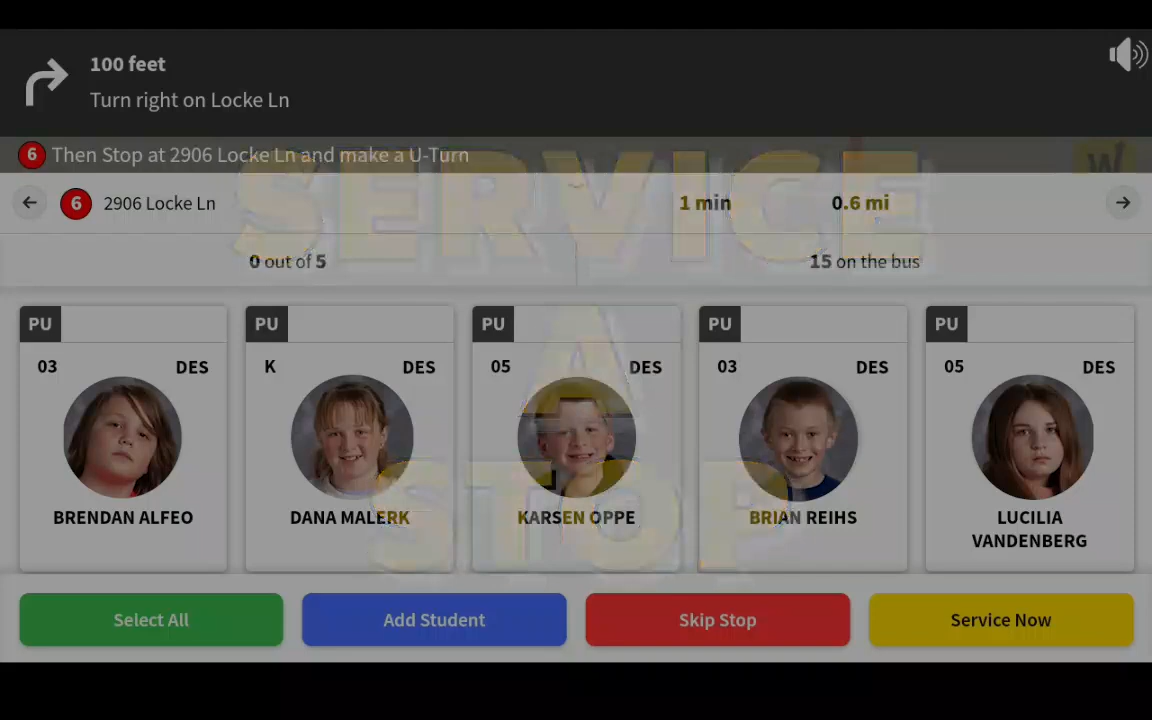 100 feet
Turn right on Locke Ln
6 Then Stop at 2906 Locke Ln and make a U-Turn
W
6 2906 Locke Ln 1 min 0.6 mi
SERVICE
0 out of 5 15 on the bus
PU PU PU PU PU
03 DES K DES 05 DES 03 DES 05 DES
A
BRENDAN ALFEO DANA MALERK KARSEN OPPE BRIAN REIHS LUCILIA VANDENBERG
STOP
Select All Add Student Skip Stop Service Now